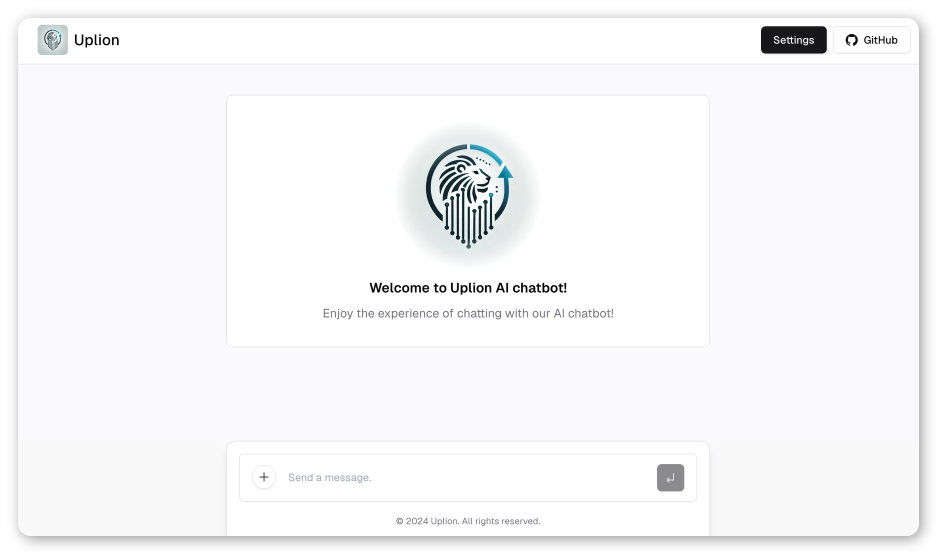 Uplion
Settings
GitHub
Welcome to Uplion AI chatbot!
Enjoy the experience of chatting with our AI chatbot!
Send a message.
© 2024 Uplion. All rights reserved.